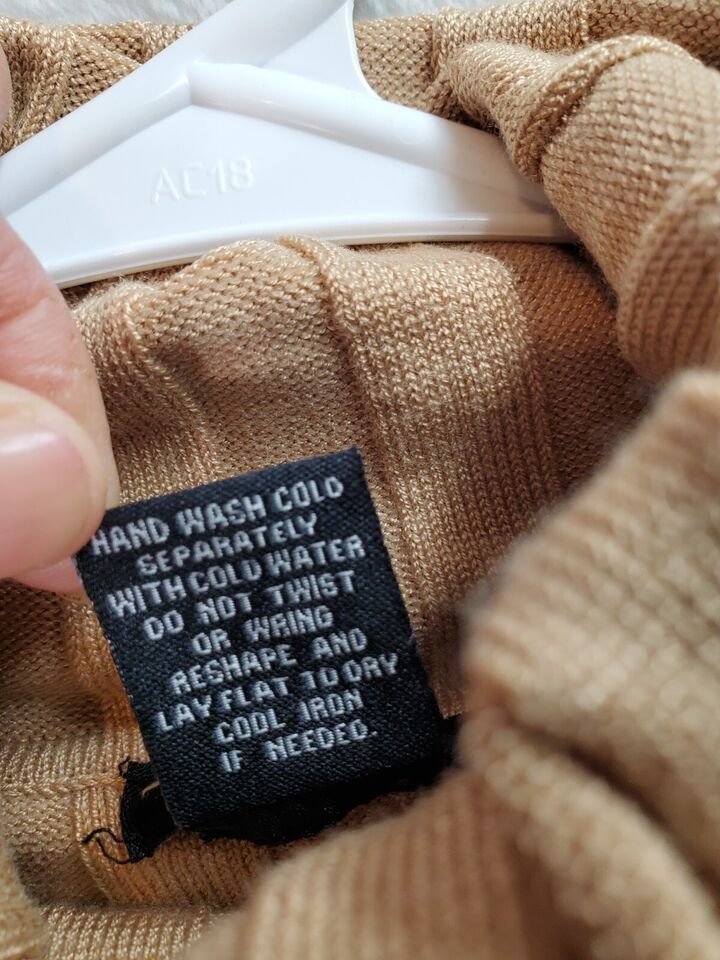 AC18
HAND WASH COLD
SEPARATELY
WITH COLD WATER
DO NOT TWIST
OR WRING
RESHAPE AND
LAY FLAT TO DRY
COOL IRON
IF NEEDED.